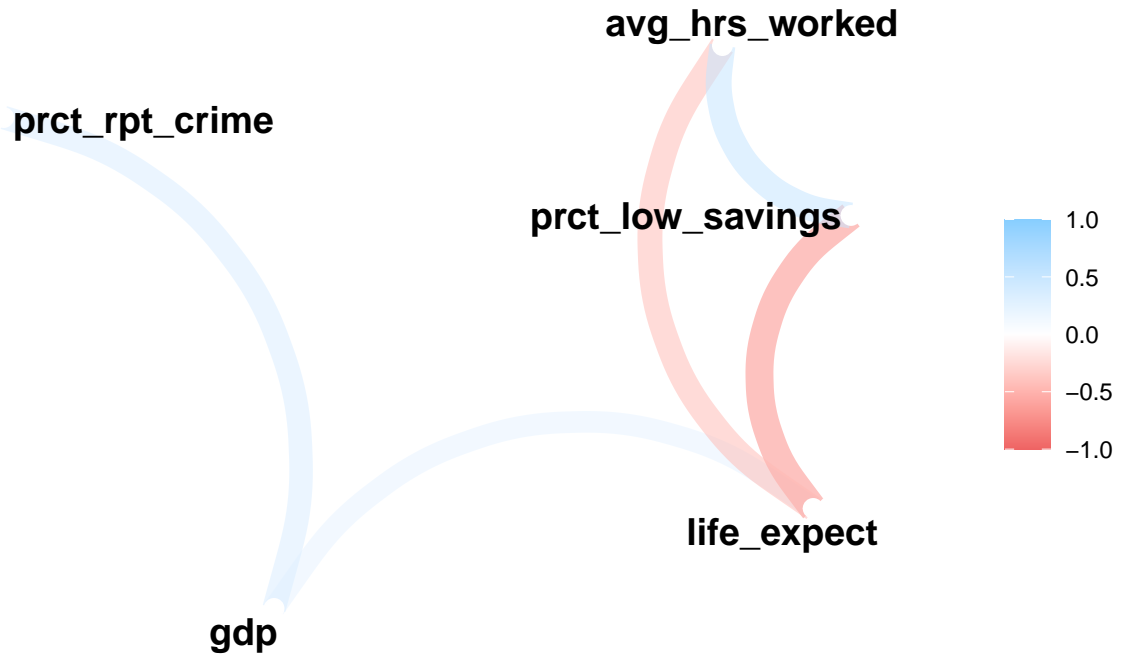 avg_hrs_worked
prct_rpt_crime
prct_low_savings
1.0
0.5
0.0
−0.5
−1.0
life_expect
gdp